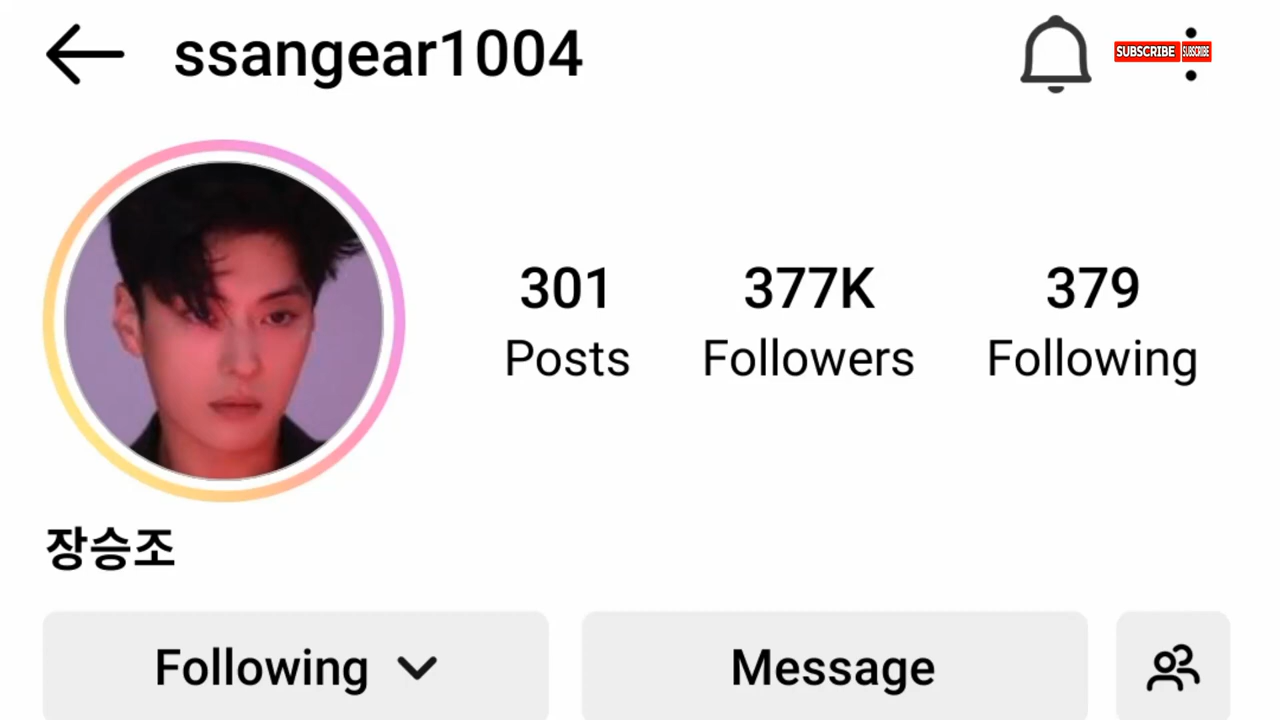 ssangear1004
SUBSCRIBE SUBSCRIBE
301 377K 379
Posts Followers Following
장승조
Following Message